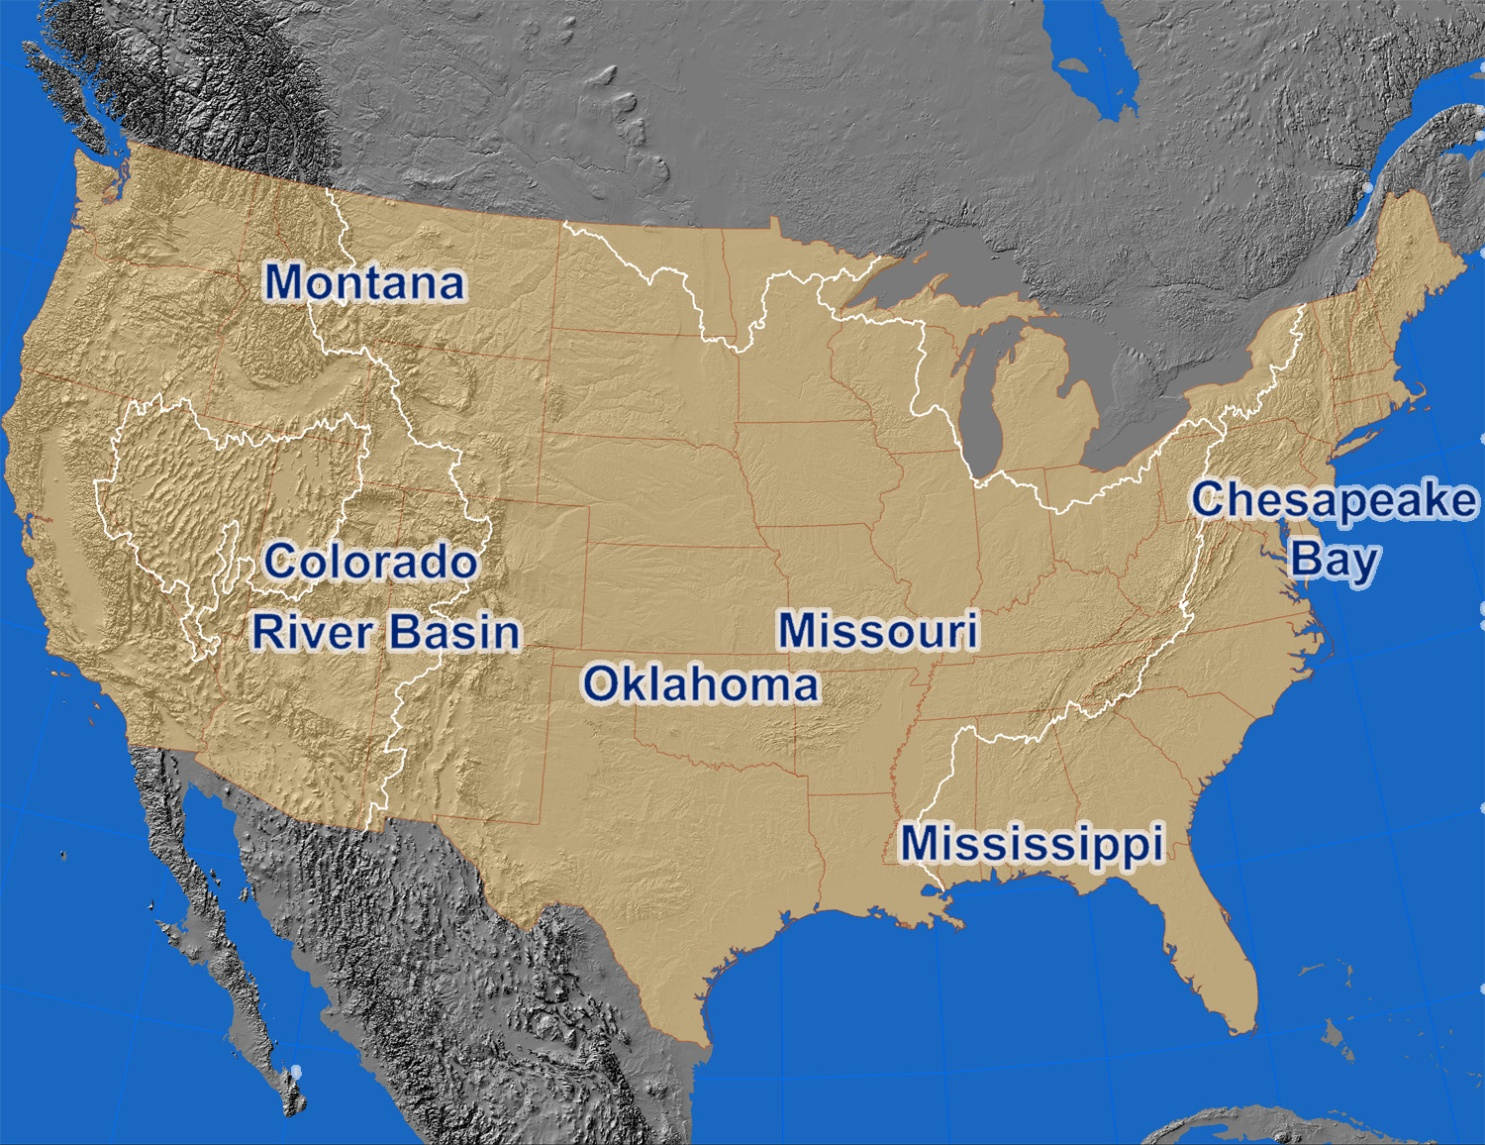 Montana
Chesapeake
Bay
Colorado
River Basin
Missouri
Oklahoma
Mississippi